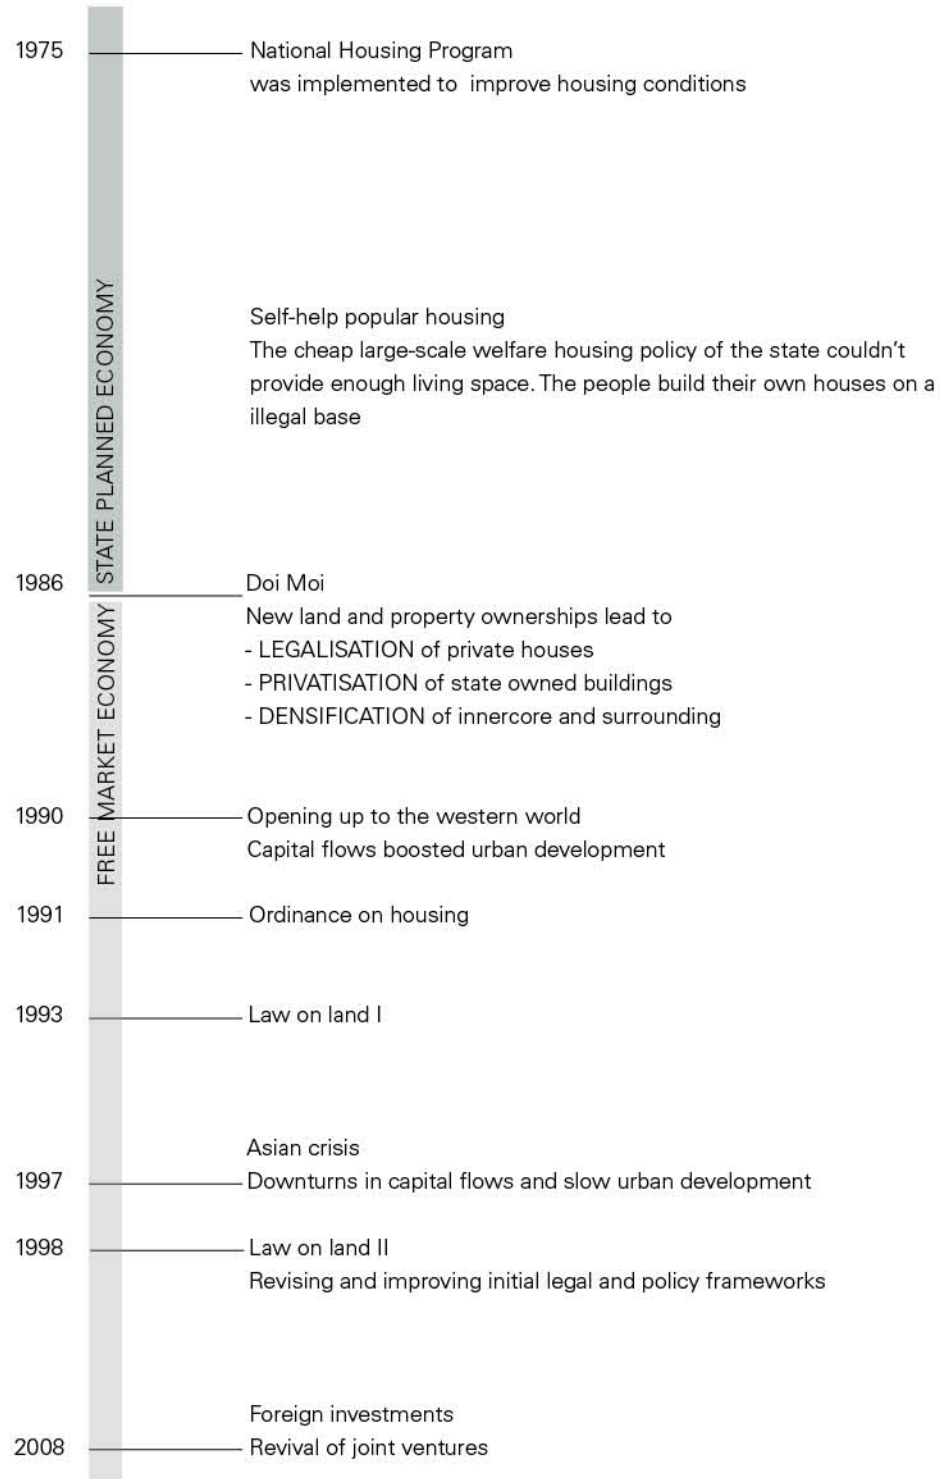 1975
National Housing Program
was implemented to improve housing conditions
STATE PLANNED ECONOMY
Self-help popular housing
The cheap large-scale welfare housing policy of the state couldn't
provide enough living space. The people build their own houses on a
illegal base
1986
Doi Moi
New land and property ownerships lead to
- LEGALISATION of private houses
- PRIVATISATION of state owned buildings
- DENSIFICATION of innercore and surrounding
FREE MARKET ECONOMY
1990
Opening up to the western world
Capital flows boosted urban development
1991
Ordinance on housing
1993
Law on land I
Asian crisis
1997
Downturns in capital flows and slow urban development
1998
Law on land II
Revising and improving initial legal and policy frameworks
Foreign investments
2008
Revival of joint ventures